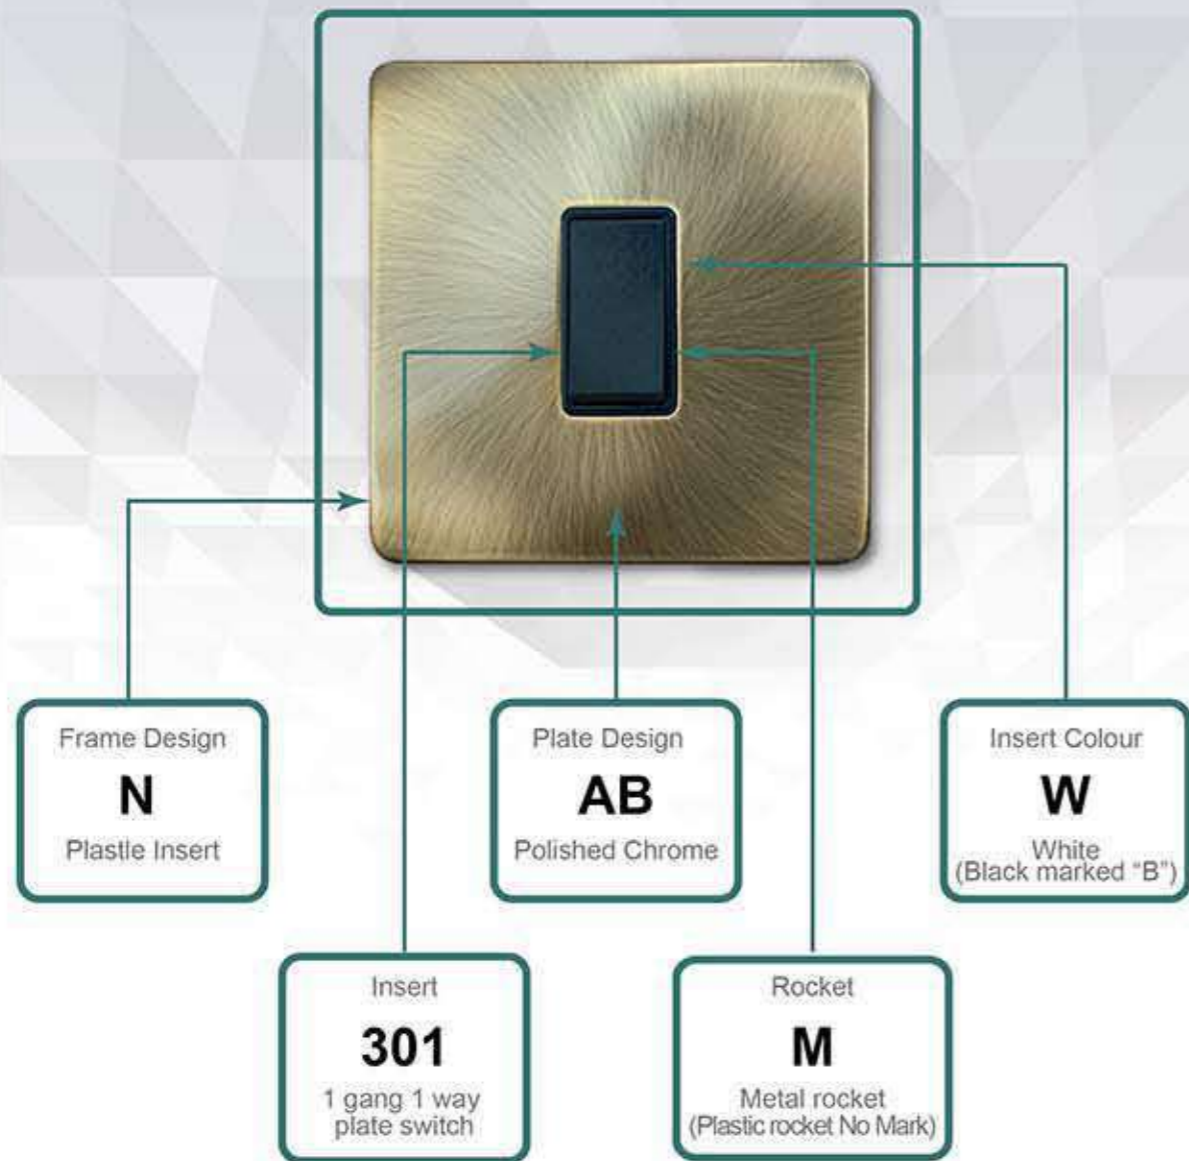 Frame Design
N
Plastle Insert
Plate Design
AB
Polished Chrome
Insert Colour
W
White
(Black marked “B”)
Insert
301
1 gang 1 way
plate switch
Rocket
M
Metal rocket
(Plastic rocket No Mark)